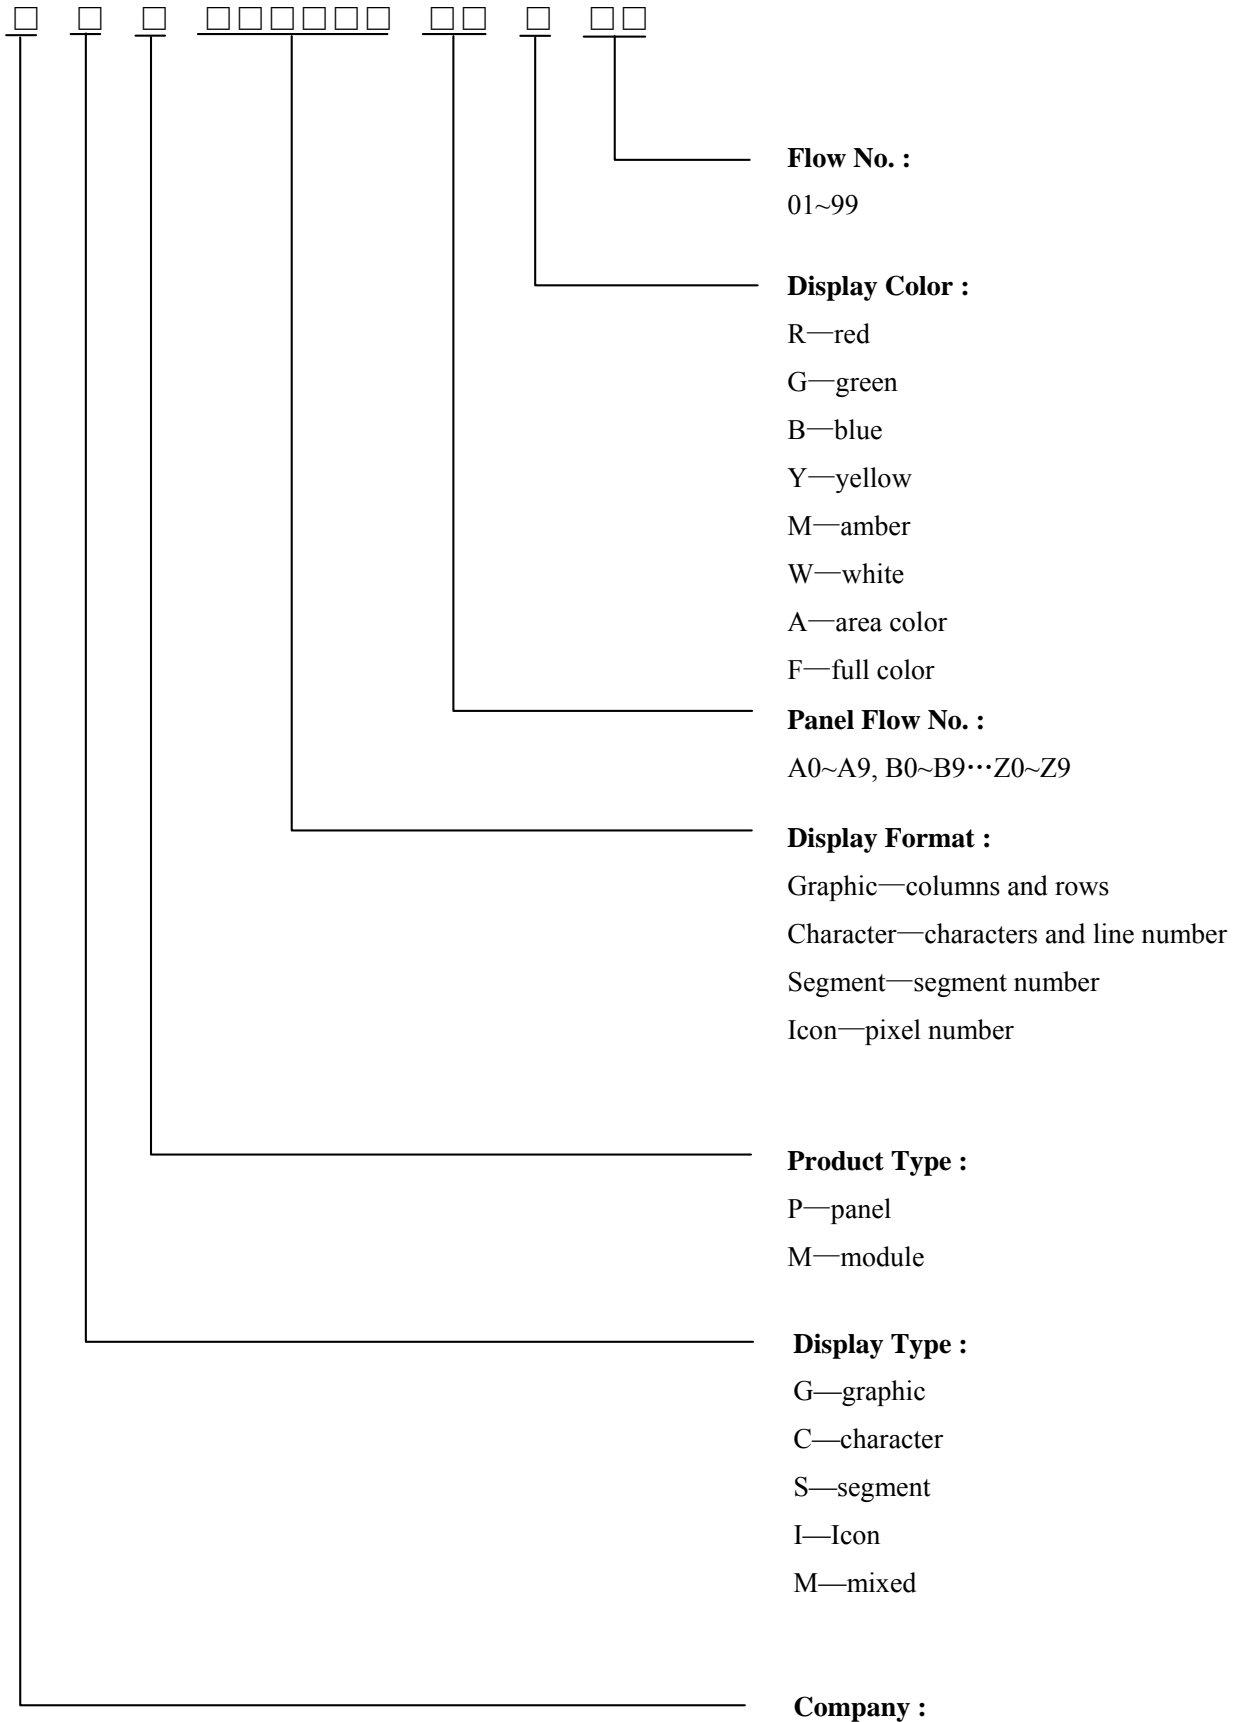 □ □ □ □□□□□□ □□ □ □□
Flow No. :
01~99
Display Color :
R—red
G—green
B—blue
Y—yellow
M—amber
W—white
A—area color
F—full color
Panel Flow No. :
A0~A9, B0~B9⋯Z0~Z9
Display Format :
Graphic—columns and rows
Character—characters and line number
Segment—segment number
Icon—pixel number
Product Type :
P—panel
M—module
Display Type :
G—graphic
C—character
S—segment
I—Icon
M—mixed
Company :